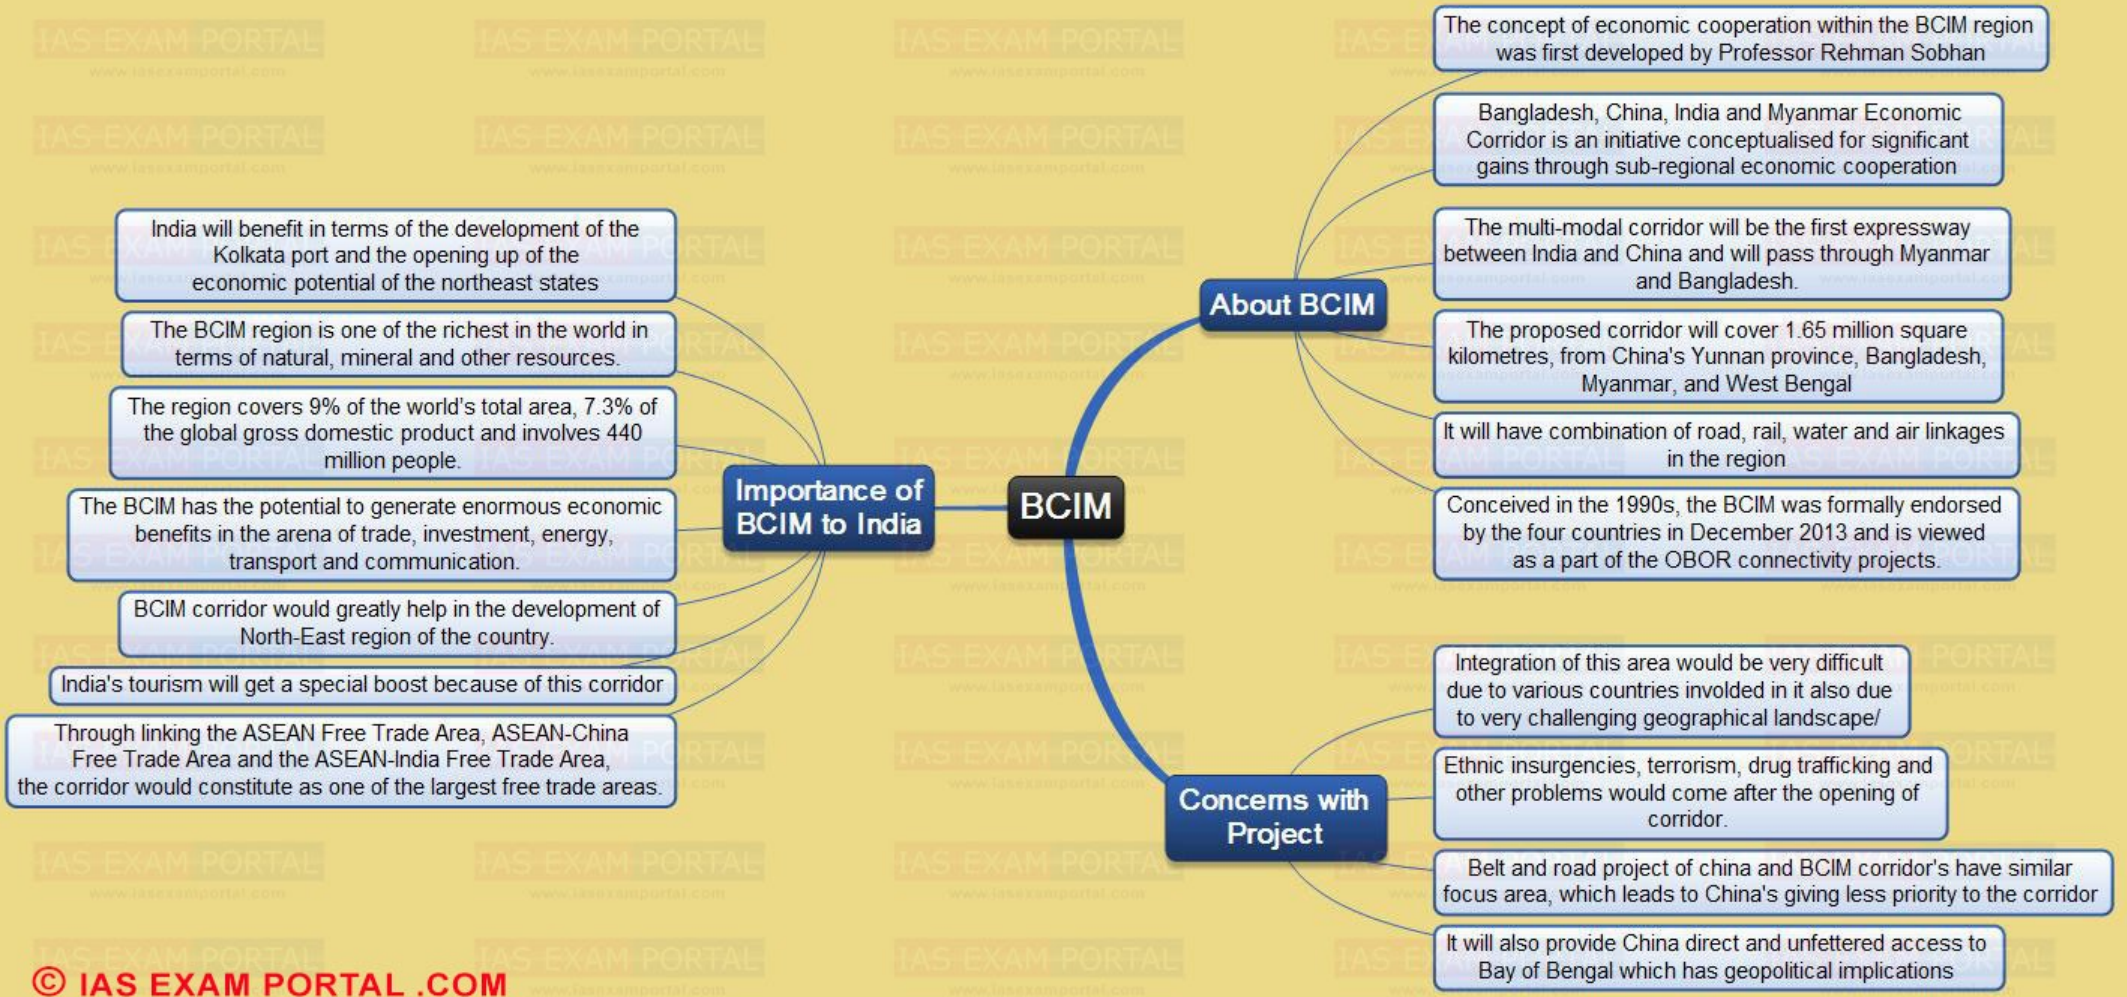 BCIM
About BCIM
The concept of economic cooperation within the BCIM region
was first developed by Professor Rehman Sobhan
Bangladesh, China, India and Myanmar Economic
Corridor is an initiative conceptualised for significant
gains through sub-regional economic cooperation
The multi-modal corridor will be the first expressway
between India and China and will pass through Myanmar
and Bangladesh.
The proposed corridor will cover 1.65 million square
kilometres, from China's Yunnan province, Bangladesh,
Myanmar, and West Bengal
It will have combination of road, rail, water and air linkages
in the region
Conceived in the 1990s, the BCIM was formally endorsed
by the four countries in December 2013 and is viewed
as a part of the OBOR connectivity projects.
Concerns with
Project
Integration of this area would be very difficult
due to various countries involded in it also due
to very challenging geographical landscape/
Ethnic insurgencies, terrorism, drug trafficking and
other problems would come after the opening of
corridor.
Belt and road project of china and BCIM corridor's have similar
focus area, which leads to China's giving less priority to the corridor
It will also provide China direct and unfettered access to
Bay of Bengal which has geopolitical implications
Importance of
BCIM to India
India will benefit in terms of the development of the
Kolkata port and the opening up of the
economic potential of the northeast states
The BCIM region is one of the richest in the world in
terms of natural, mineral and other resources.
The region covers 9% of the world's total area, 7.3% of
the global gross domestic product and involves 440
million people.
The BCIM has the potential to generate enormous economic
benefits in the arena of trade, investment, energy,
transport and communication.
BCIM corridor would greatly help in the development of
North-East region of the country.
India's tourism will get a special boost because of this corridor
Through linking the ASEAN Free Trade Area, ASEAN-China
Free Trade Area and the ASEAN-India Free Trade Area,
the corridor would constitute as one of the largest free trade areas.
© IAS EXAM PORTAL .COM
IAS EXAM PORTAL
www.iasexamportal.com